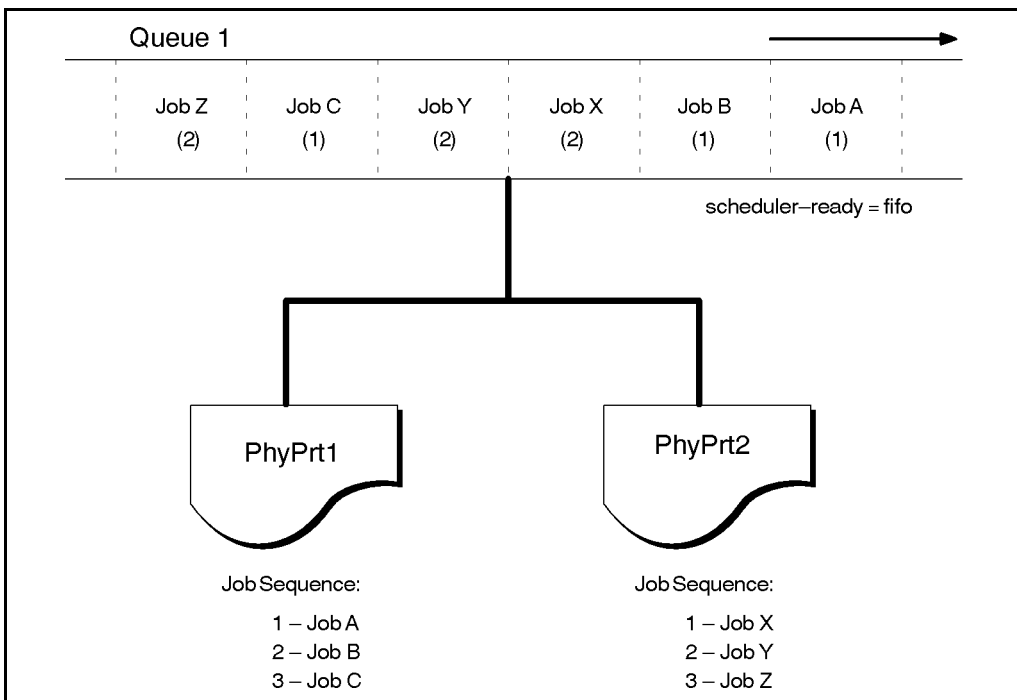 Queue 1
Job Z Job C Job Y Job X Job B Job A
(2) (1) (2) (2) (1) (1)
scheduler–ready = fifo
PhyPrt1 PhyPrt2
Job Sequence: Job Sequence:
1 – Job A 1 – Job X
2 – Job B 2 – Job Y
3 – Job C 3 – Job Z